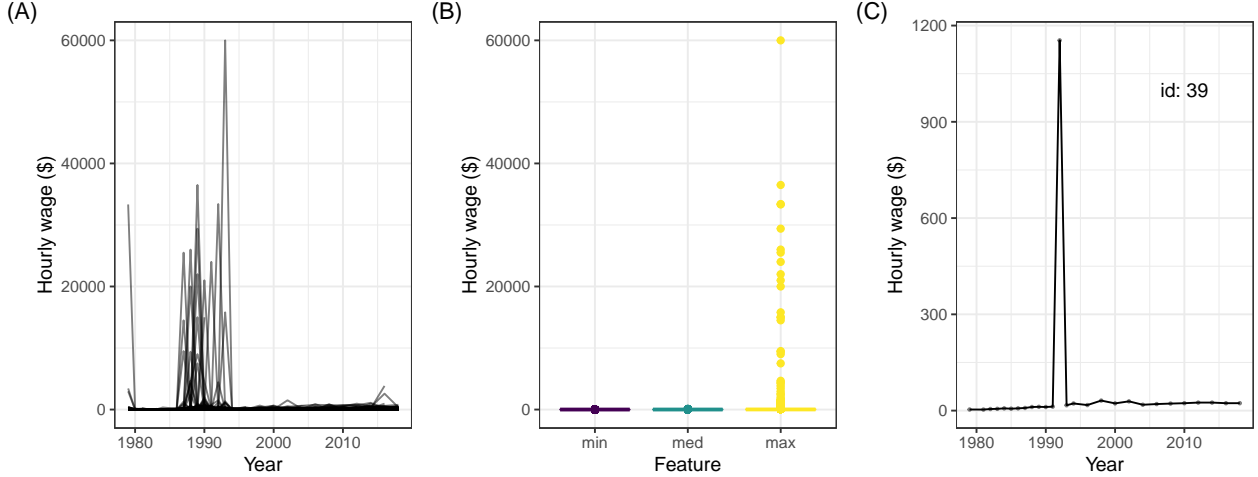 (A)
60000
40000
20000
0
Hourly wage ($)
1980 1990 2000 2010
Year
(B)
60000
40000
20000
0
Hourly wage ($)
min med max
Feature
(C)
1200
900
600
300
0
Hourly wage ($)
id: 39
1980 1990 2000 2010
Year